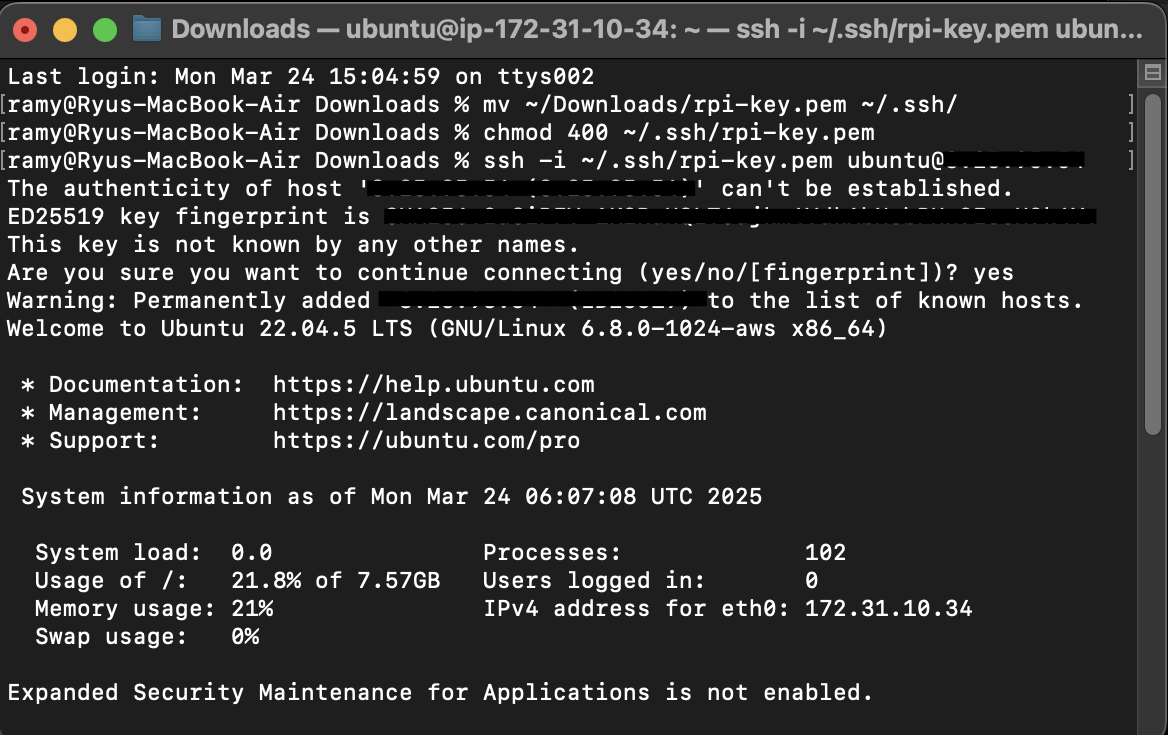 Downloads — ubuntu@ip-172-31-10-34: ~ — ssh -i ~/.ssh/rpi-key.pem ubun...
Last login: Mon Mar 24 15:04:59 on ttys002
[ramy@Ryus-MacBook-Air Downloads % mv ~/Downloads/rpi-key.pem ~/.ssh/ ]
[ramy@Ryus-MacBook-Air Downloads % chmod 400 ~/.ssh/rpi-key.pem ]
[ramy@Ryus-MacBook-Air Downloads % ssh -i ~/.ssh/rpi-key.pem ubuntu@ ]
The authenticity of host ' ' can't be established.
ED25519 key fingerprint is
This key is not known by any other names.
Are you sure you want to continue connecting (yes/no/[fingerprint])? yes
Warning: Permanently added to the list of known hosts.
Welcome to Ubuntu 22.04.5 LTS (GNU/Linux 6.8.0-1024-aws x86_64)
* Documentation: https://help.ubuntu.com
* Management: https://landscape.canonical.com
* Support: https://ubuntu.com/pro
System information as of Mon Mar 24 06:07:08 UTC 2025
System load: 0.0 Processes: 102
Usage of /: 21.8% of 7.57GB Users logged in: 0
Memory usage: 21% IPv4 address for eth0: 172.31.10.34
Swap usage: 0%
Expanded Security Maintenance for Applications is not enabled.